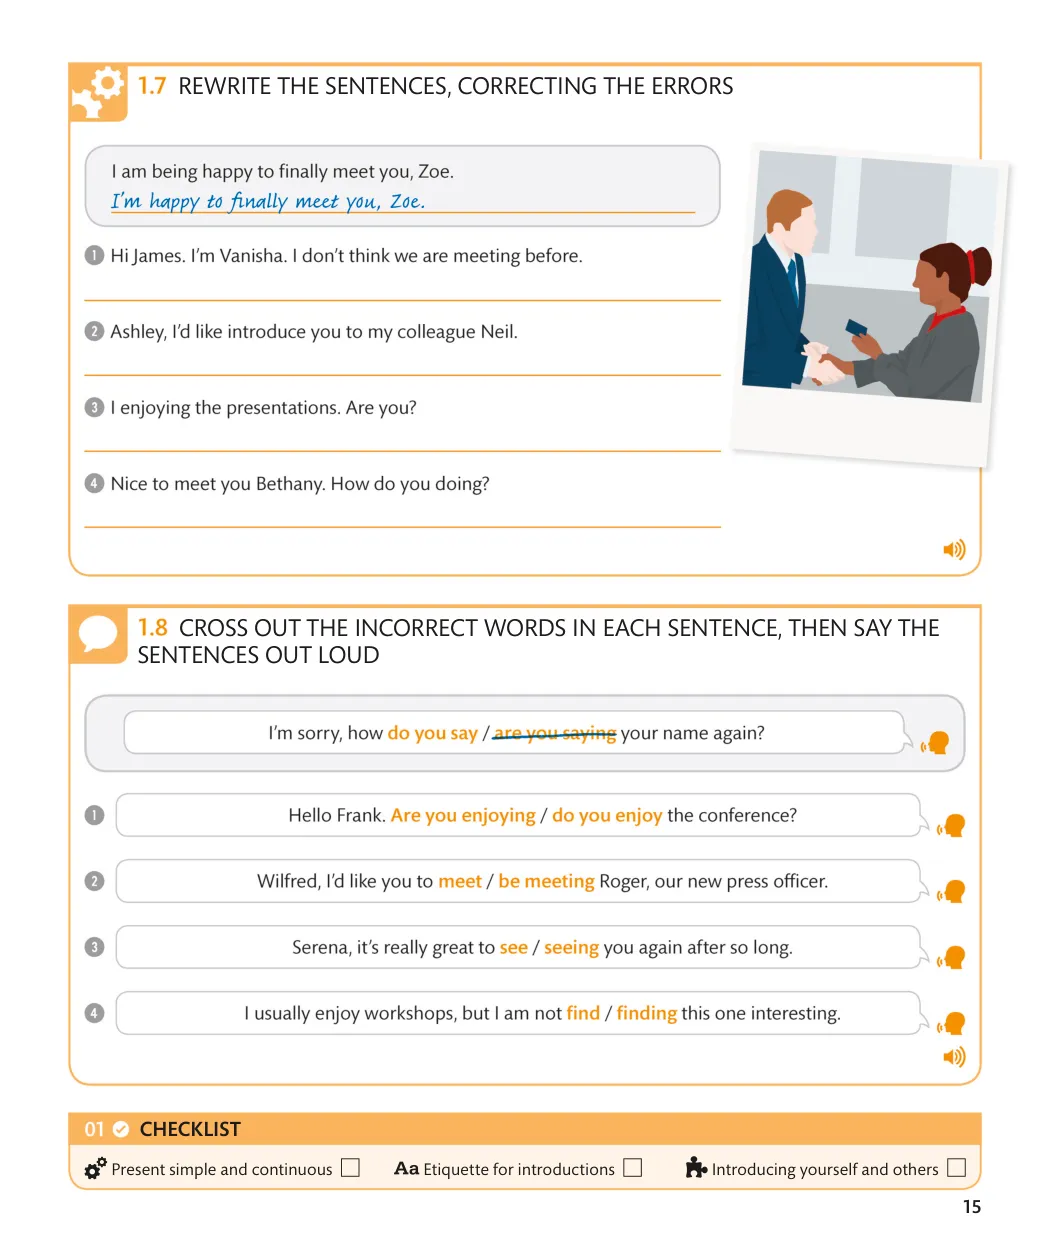 1.7 REWRITE THE SENTENCES, CORRECTING THE ERRORS
I am being happy to finally meet you, Zoe.
I'm happy to finally meet you, Zoe.
1 Hi James. I'm Vanisha. I don't think we are meeting before.
2 Ashley, I'd like introduce you to my colleague Neil.
3 I enjoying the presentations. Are you?
4 Nice to meet you Bethany. How do you doing?
1.8 CROSS OUT THE INCORRECT WORDS IN EACH SENTENCE, THEN SAY THE
SENTENCES OUT LOUD
I'm sorry, how do you say / are you saying your name again?
1 Hello Frank. Are you enjoying / do you enjoy the conference?
2 Wilfred, I'd like you to meet / be meeting Roger, our new press officer.
3 Serena, it's really great to see / seeing you again after so long.
4 I usually enjoy workshops, but I am not find / finding this one interesting.
01 CHECKLIST
Present simple and continuous Aa Etiquette for introductions Introducing yourself and others
15